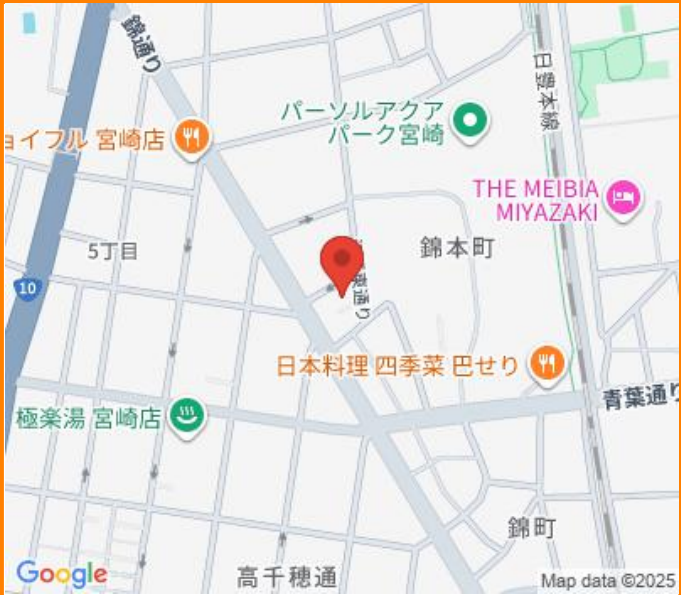 錦通り
日豊本線
パーソルアクア
パーク宮崎
ョイフル 宮崎店
THE MEIBIA
MIYAZAKI
5丁目
錦本町
東通り
10
日本料理 四季菜 巴せり
青葉通り
極楽湯 宮崎店
錦町
高千穂通
Google
Map data ©2025